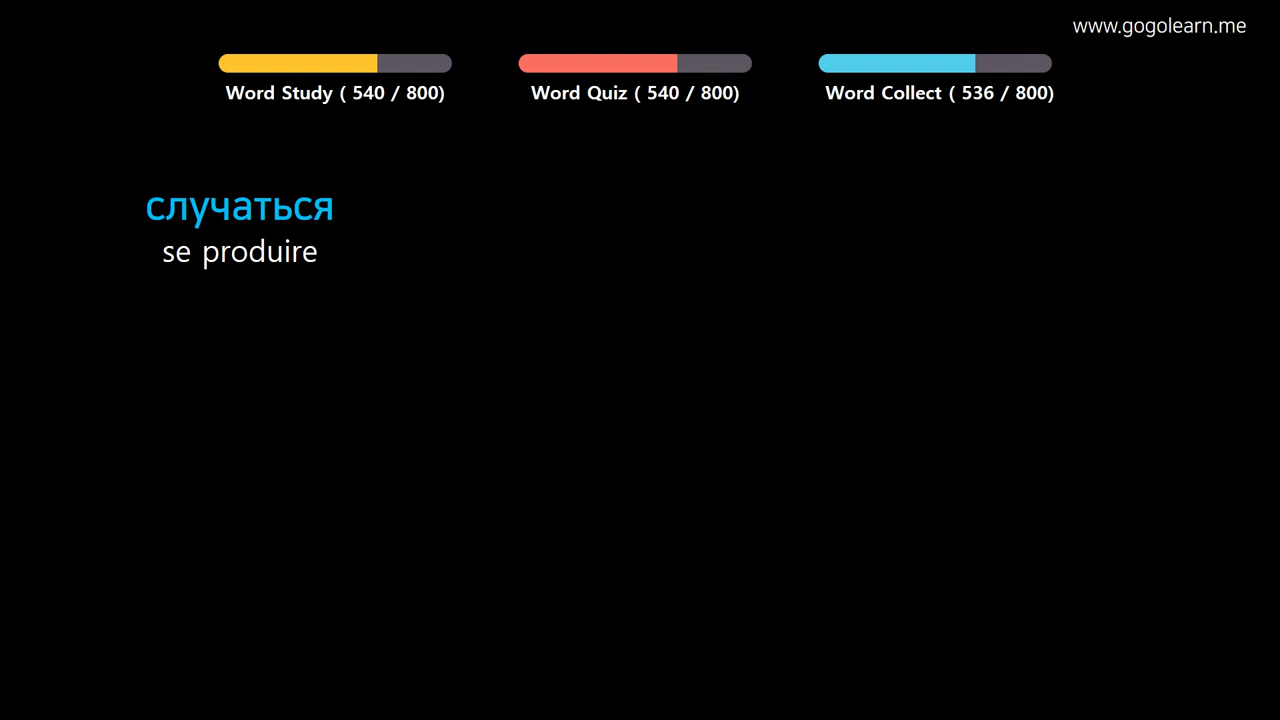 www.gogolearn.me
Word Study ( 540 / 800)
Word Quiz ( 540 / 800)
Word Collect ( 536 / 800)
случаться
se produire